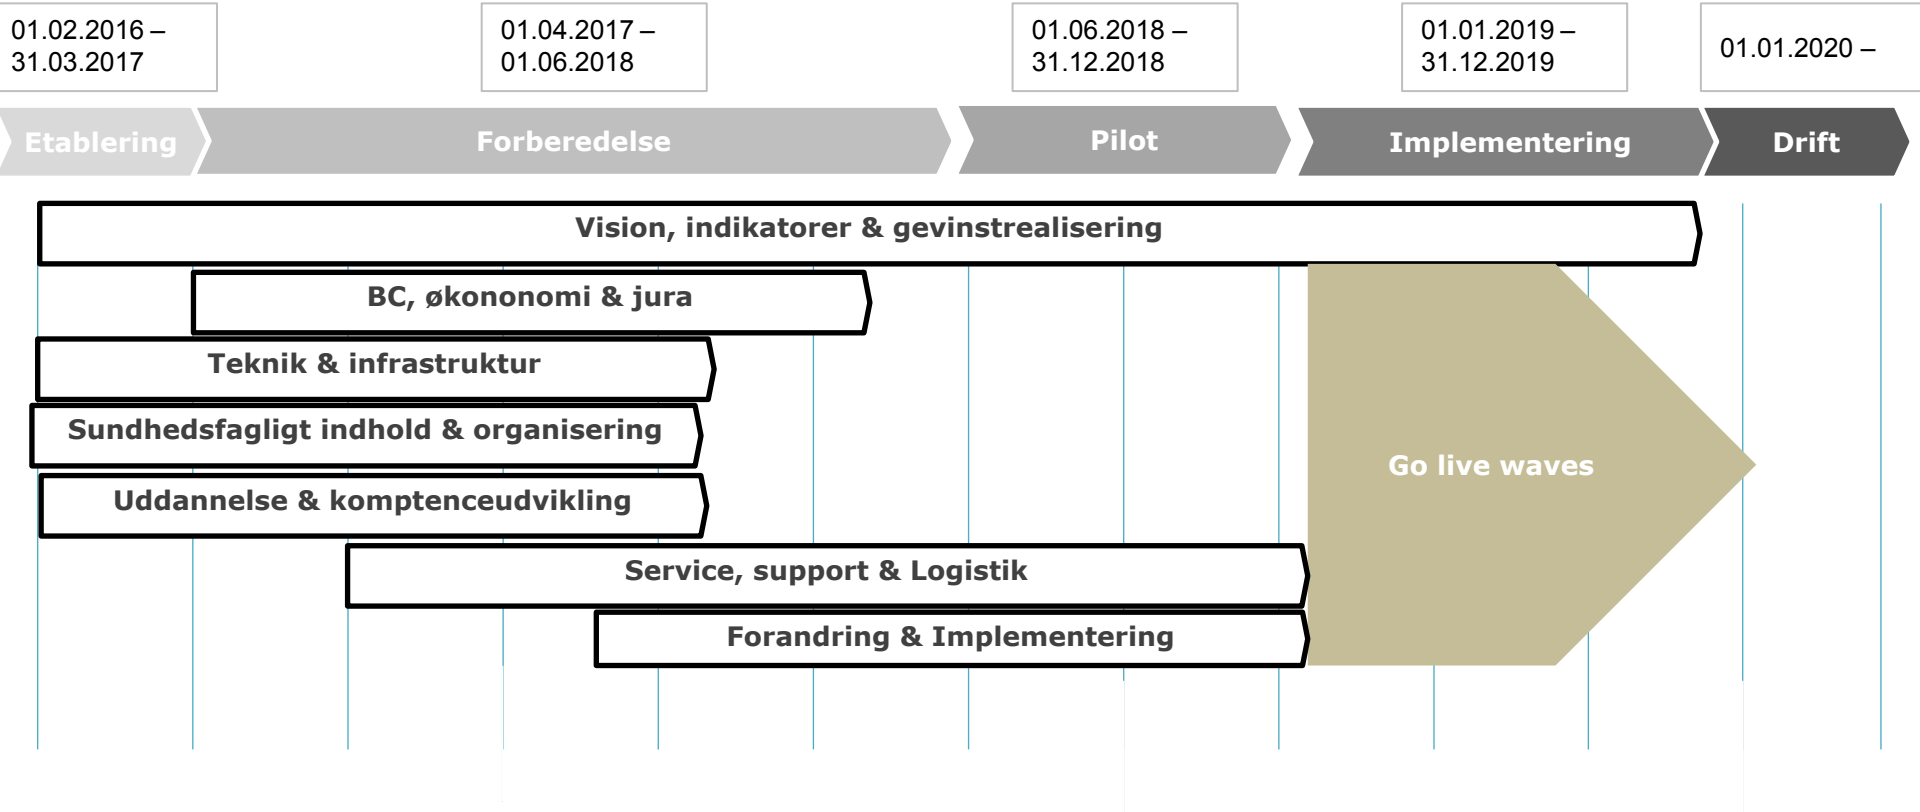 01.02.2016 –
31.03.2017
01.04.2017 –
01.06.2018
01.06.2018 –
31.12.2018
01.01.2019 –
31.12.2019
01.01.2020 –
Etablering
Forberedelse
Pilot
Implementering
Drift
Vision, indikatorer & gevinstrealisering
BC, økononomi & jura
Teknik & infrastruktur
Sundhedsfagligt indhold & organisering
Go live waves
Uddannelse & komptenceudvikling
Service, support & Logistik
Forandring & Implementering